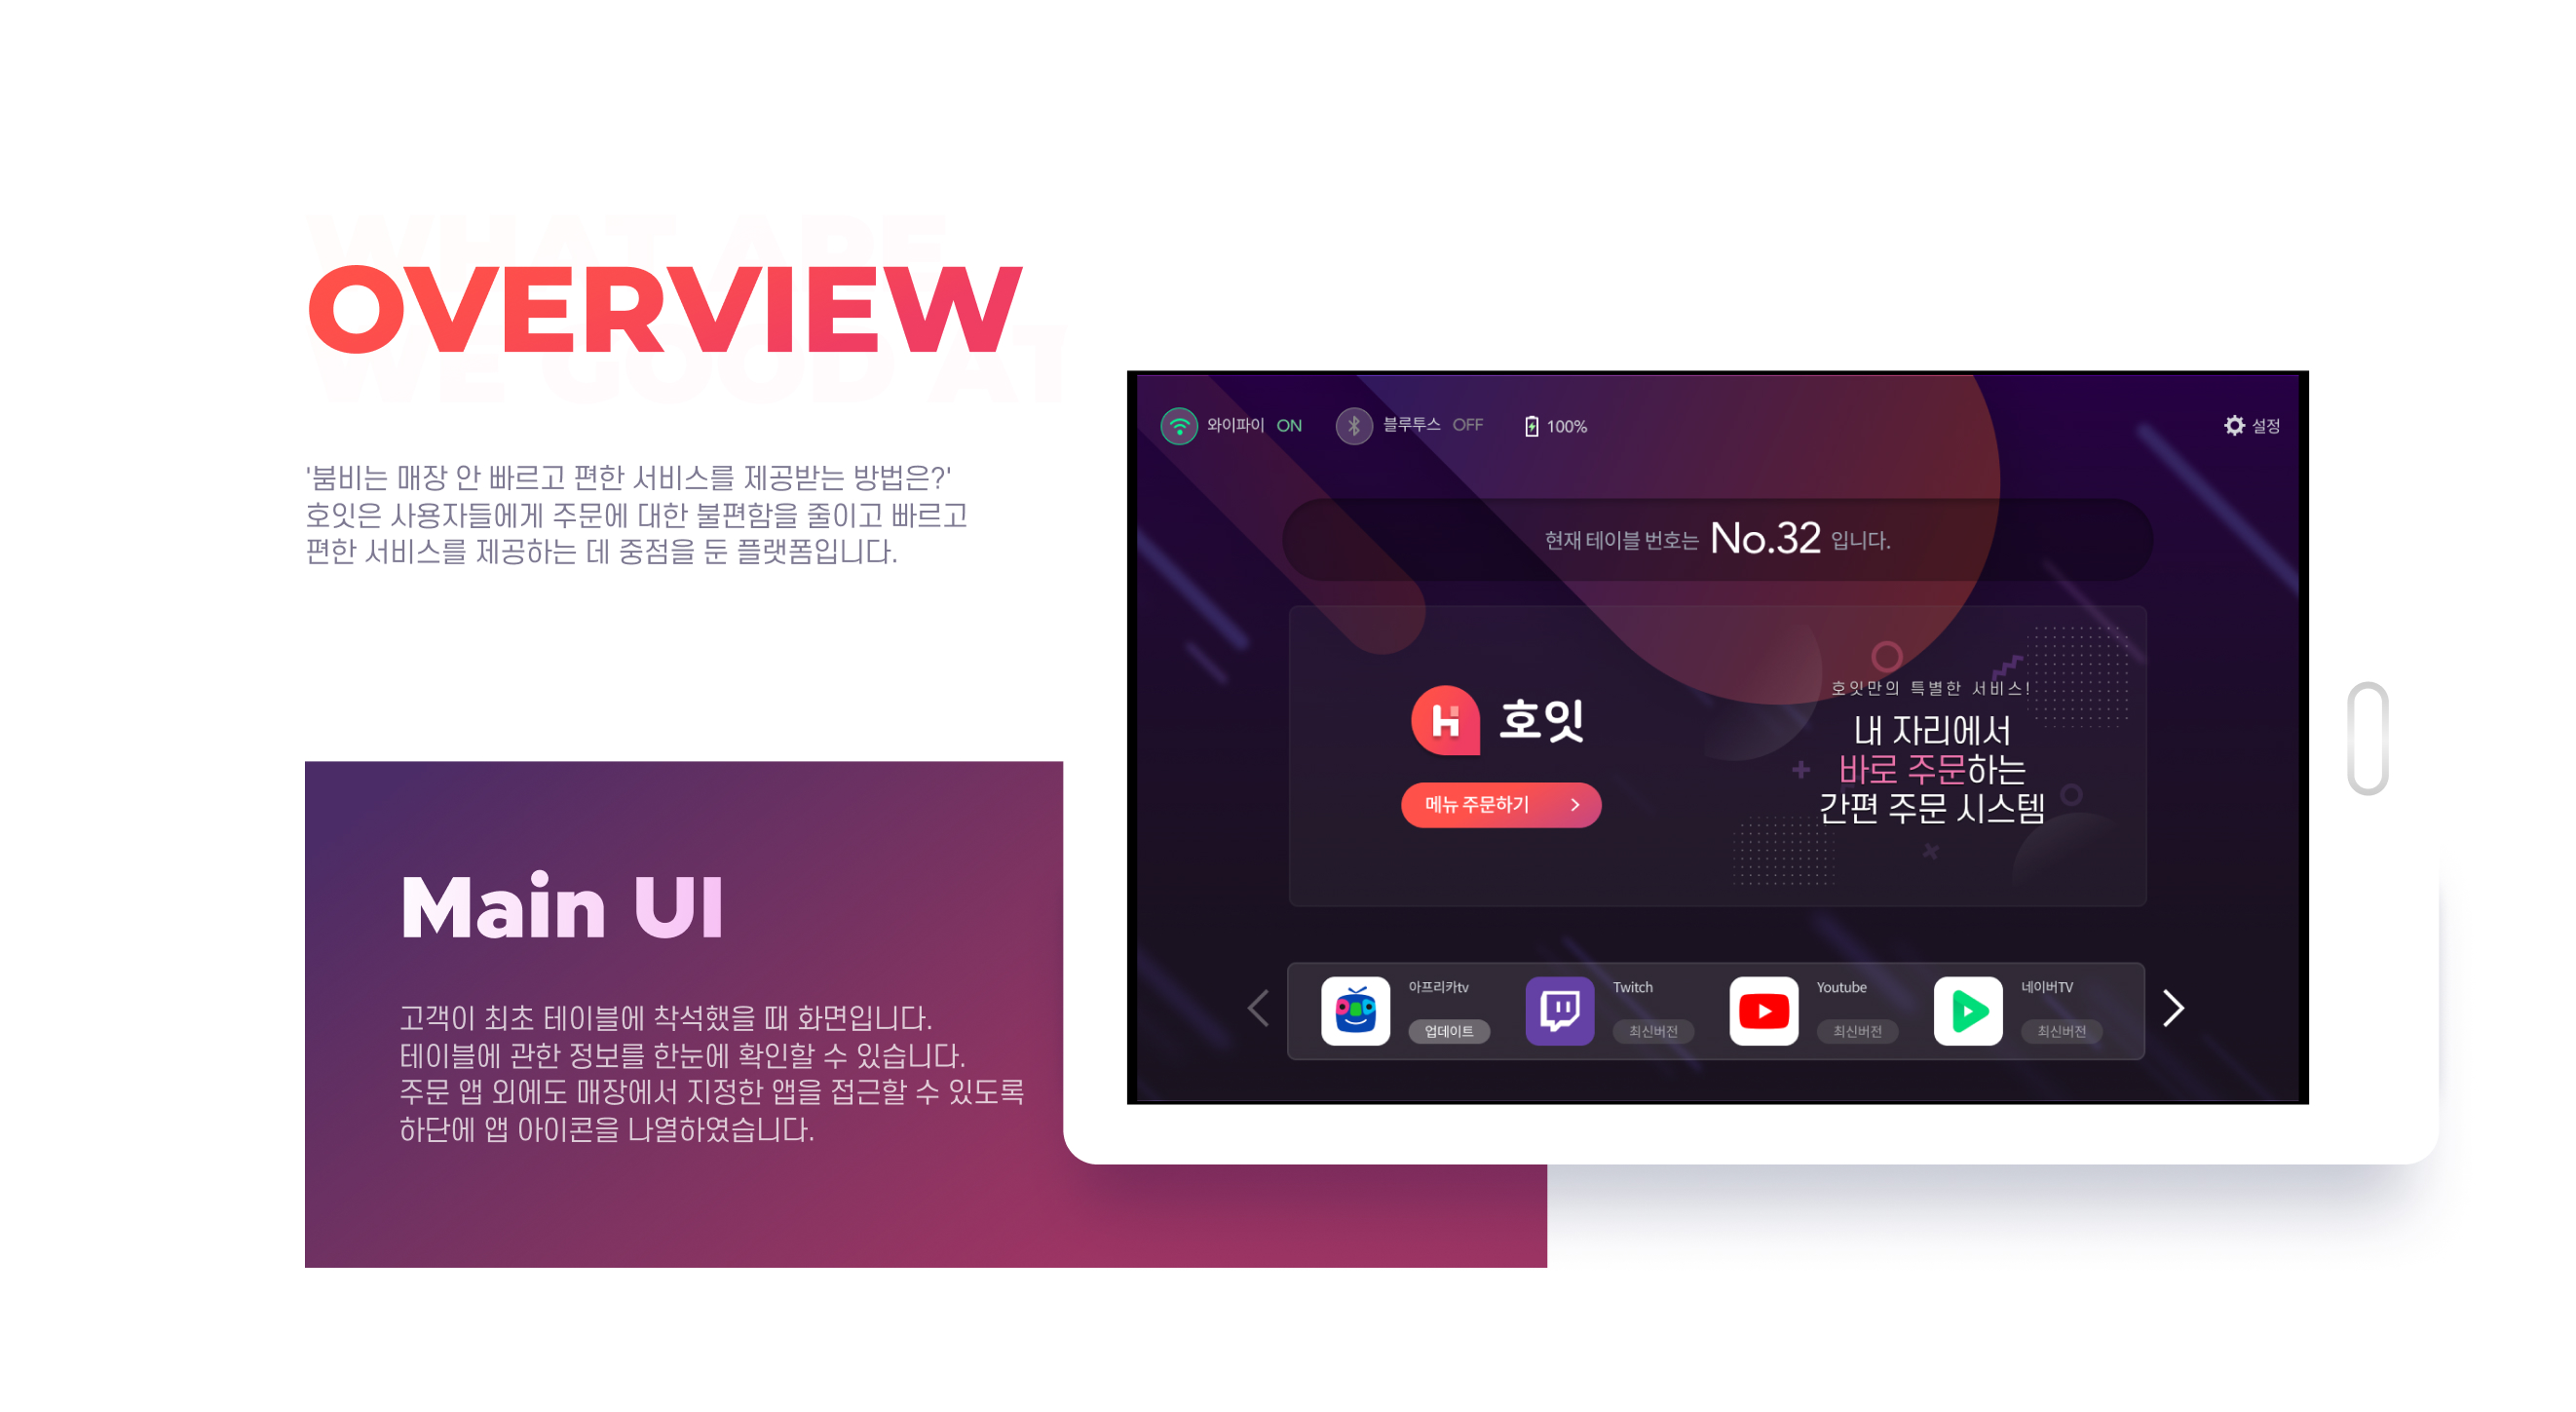 WHAT ARE
OVERVIEW
WE GOOD AT
'붐비는 매장 안 빠르고 편한 서비스를 제공받는 방법은?'
호잇은 사용자들에게 주문에 대한 불편함을 줄이고 빠르고
편한 서비스를 제공하는 데 중점을 둔 플랫폼입니다.
Main UI
고객이 최초 테이블에 착석했을 때 화면입니다.
테이블에 관한 정보를 한눈에 확인할 수 있습니다.
주문 앱 외에도 매장에서 지정한 앱을 접근할 수 있도록
하단에 앱 아이콘을 나열하였습니다.
와이파이 ON 블루투스 OFF 100% 설정
현재 테이블 번호는 No.32 입니다.
H 호잇
메뉴 주문하기
호잇만의 특별한 서비스!
내 자리에서
바로 주문하는
간편 주문 시스템
아프리카tv Twitch Youtube 네이버TV
업데이트 최신버전 최신버전 최신버전